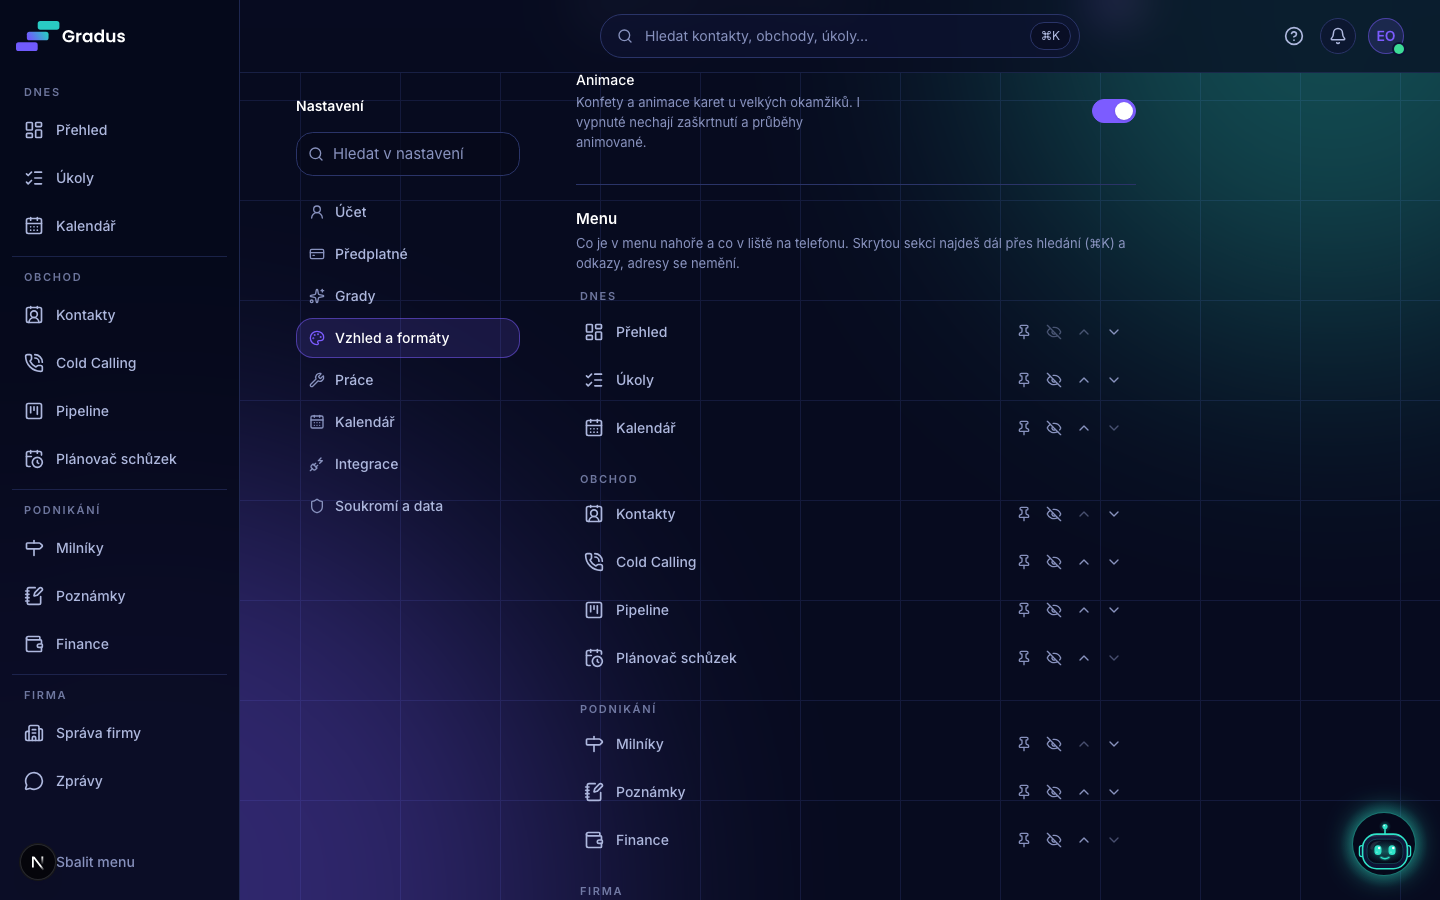 Gradus
Hledat kontakty, obchody, úkoly...
⌘K
EO
DNES
Přehled
Úkoly
Kalendář
OBCHOD
Kontakty
Cold Calling
Pipeline
Plánovač schůzek
PODNIKÁNÍ
Milníky
Poznámky
Finance
FIRMA
Správa firmy
Zprávy
N
Sbalit menu
Nastavení
Hledat v nastavení
Účet
Předplatné
Grady
Vzhled a formáty
Práce
Kalendář
Integrace
Soukromí a data
Animace
Konfety a animace karet u velkých okamžiků. I
vypnuté nechají zaškrtnutí a průběhy
animované.
Menu
Co je v menu nahoře a co v liště na telefonu. Skrytou sekci najdeš dál přes hledání (⌘K) a
odkazy, adresy se nemění.
DNES
Přehled
Úkoly
Kalendář
OBCHOD
Kontakty
Cold Calling
Pipeline
Plánovač schůzek
PODNIKÁNÍ
Milníky
Poznámky
Finance
FIRMA